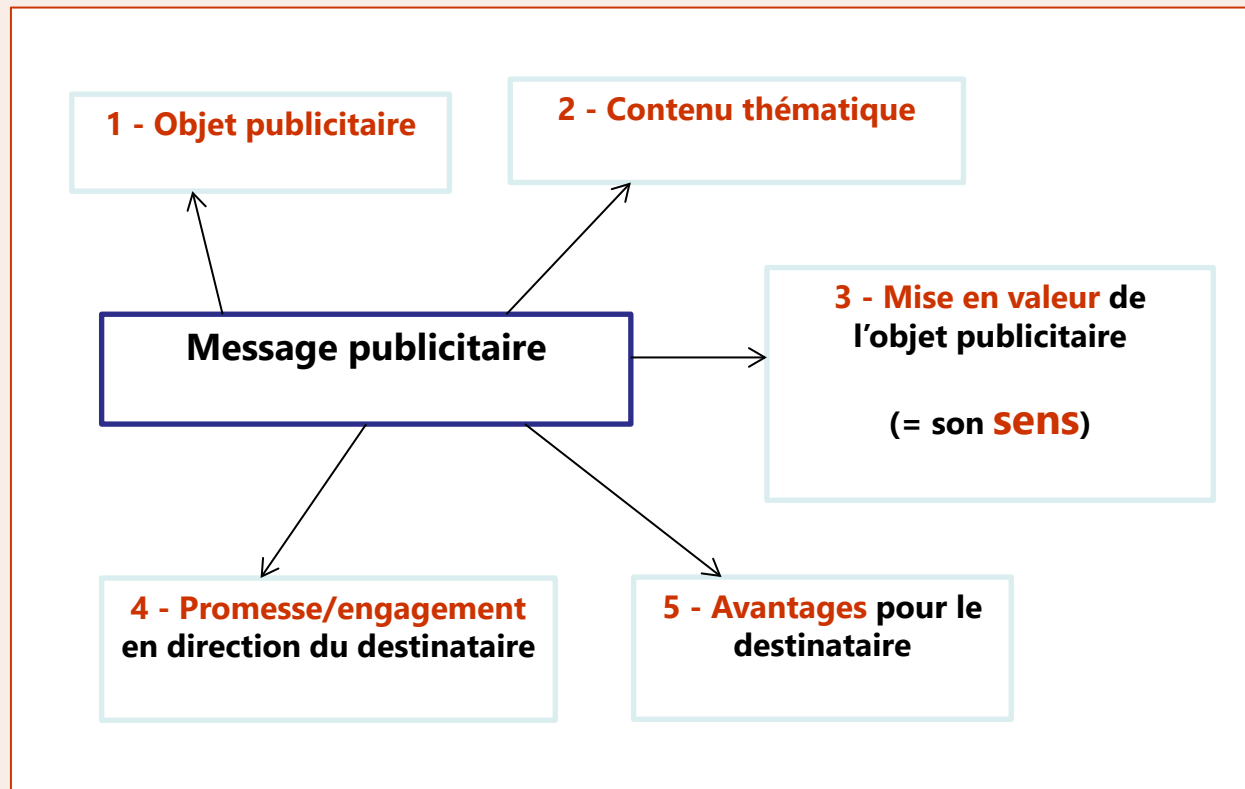 1 - Objet publicitaire
2 - Contenu thématique
Message publicitaire
3 - Mise en valeur de
l’objet publicitaire
(= son sens)
4 - Promesse/engagement
en direction du destinataire
5 - Avantages pour le
destinataire